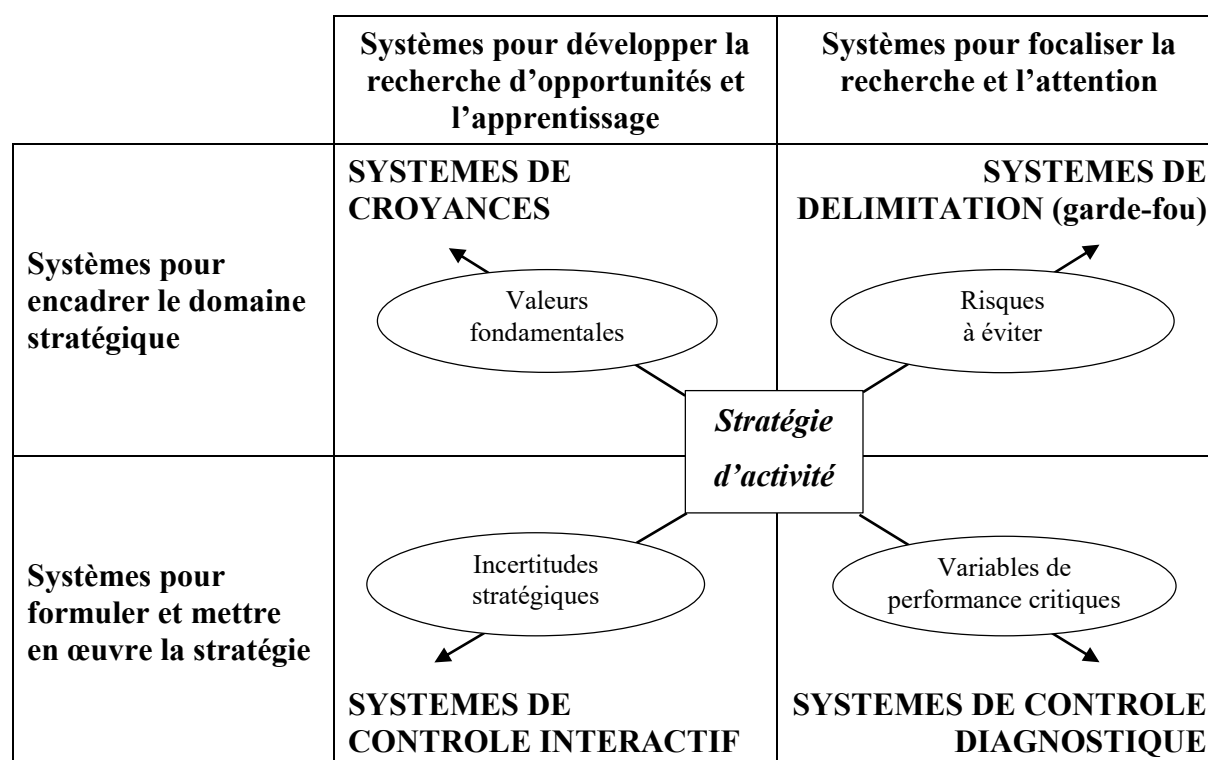 Systèmes pour développer la
recherche d’opportunités et
l’apprentissage
Systèmes pour focaliser la
recherche et l’attention
Systèmes pour
encadrer le domaine
stratégique
SYSTEMES DE
CROYANCES
Valeurs
fondamentales
SYSTEMES DE
DELIMITATION (garde-fou)
Risques
à éviter
Stratégie
d’activité
Systèmes pour
formuler et mettre
en œuvre la stratégie
Incertitudes
stratégiques
SYSTEMES DE
CONTROLE INTERACTIF
Variables de
performance critiques
SYSTEMES DE CONTROLE
DIAGNOSTIQUE